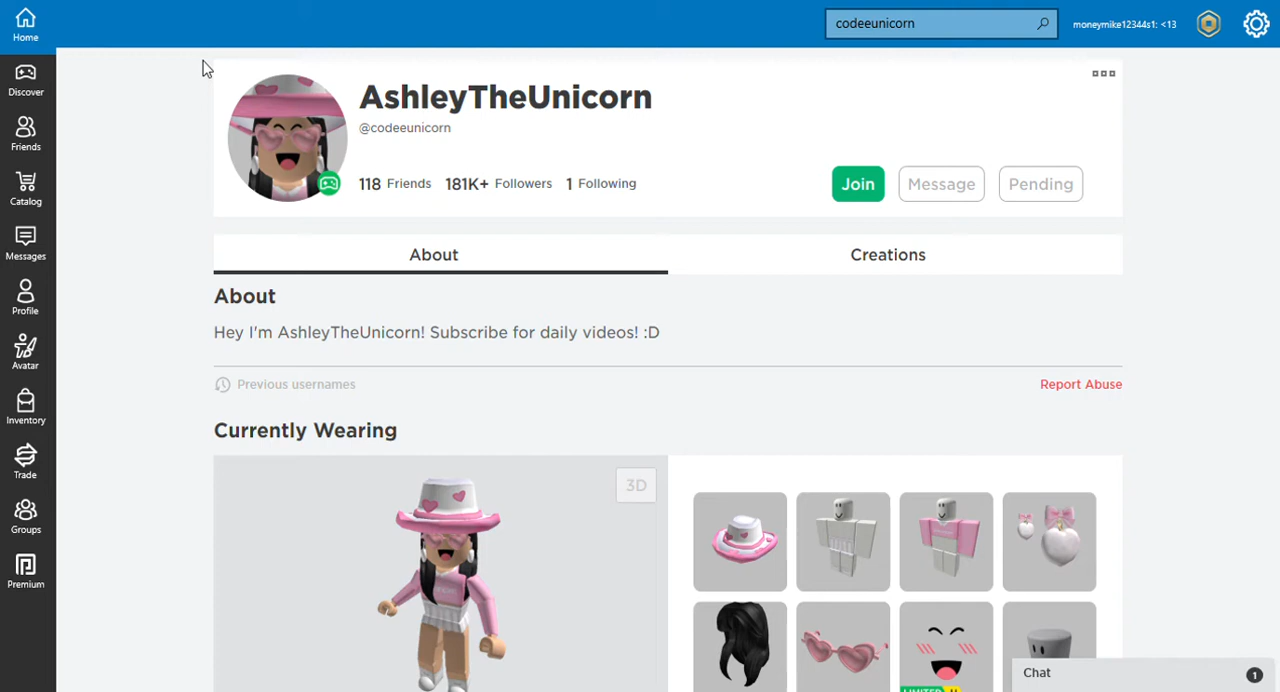 codeeunicorn
moneymike12344s1: <13
Home
Discover
Friends
Catalog
Messages
Profile
Avatar
Inventory
Trade
Groups
Premium
AshleyTheUnicorn
@codeeunicorn
118 Friends 181K+ Followers 1 Following
Join Message Pending
About Creations
About
Hey I'm AshleyTheUnicorn! Subscribe for daily videos! :D
Previous usernames Report Abuse
Currently Wearing
3D
LIMITED U
Chat 1